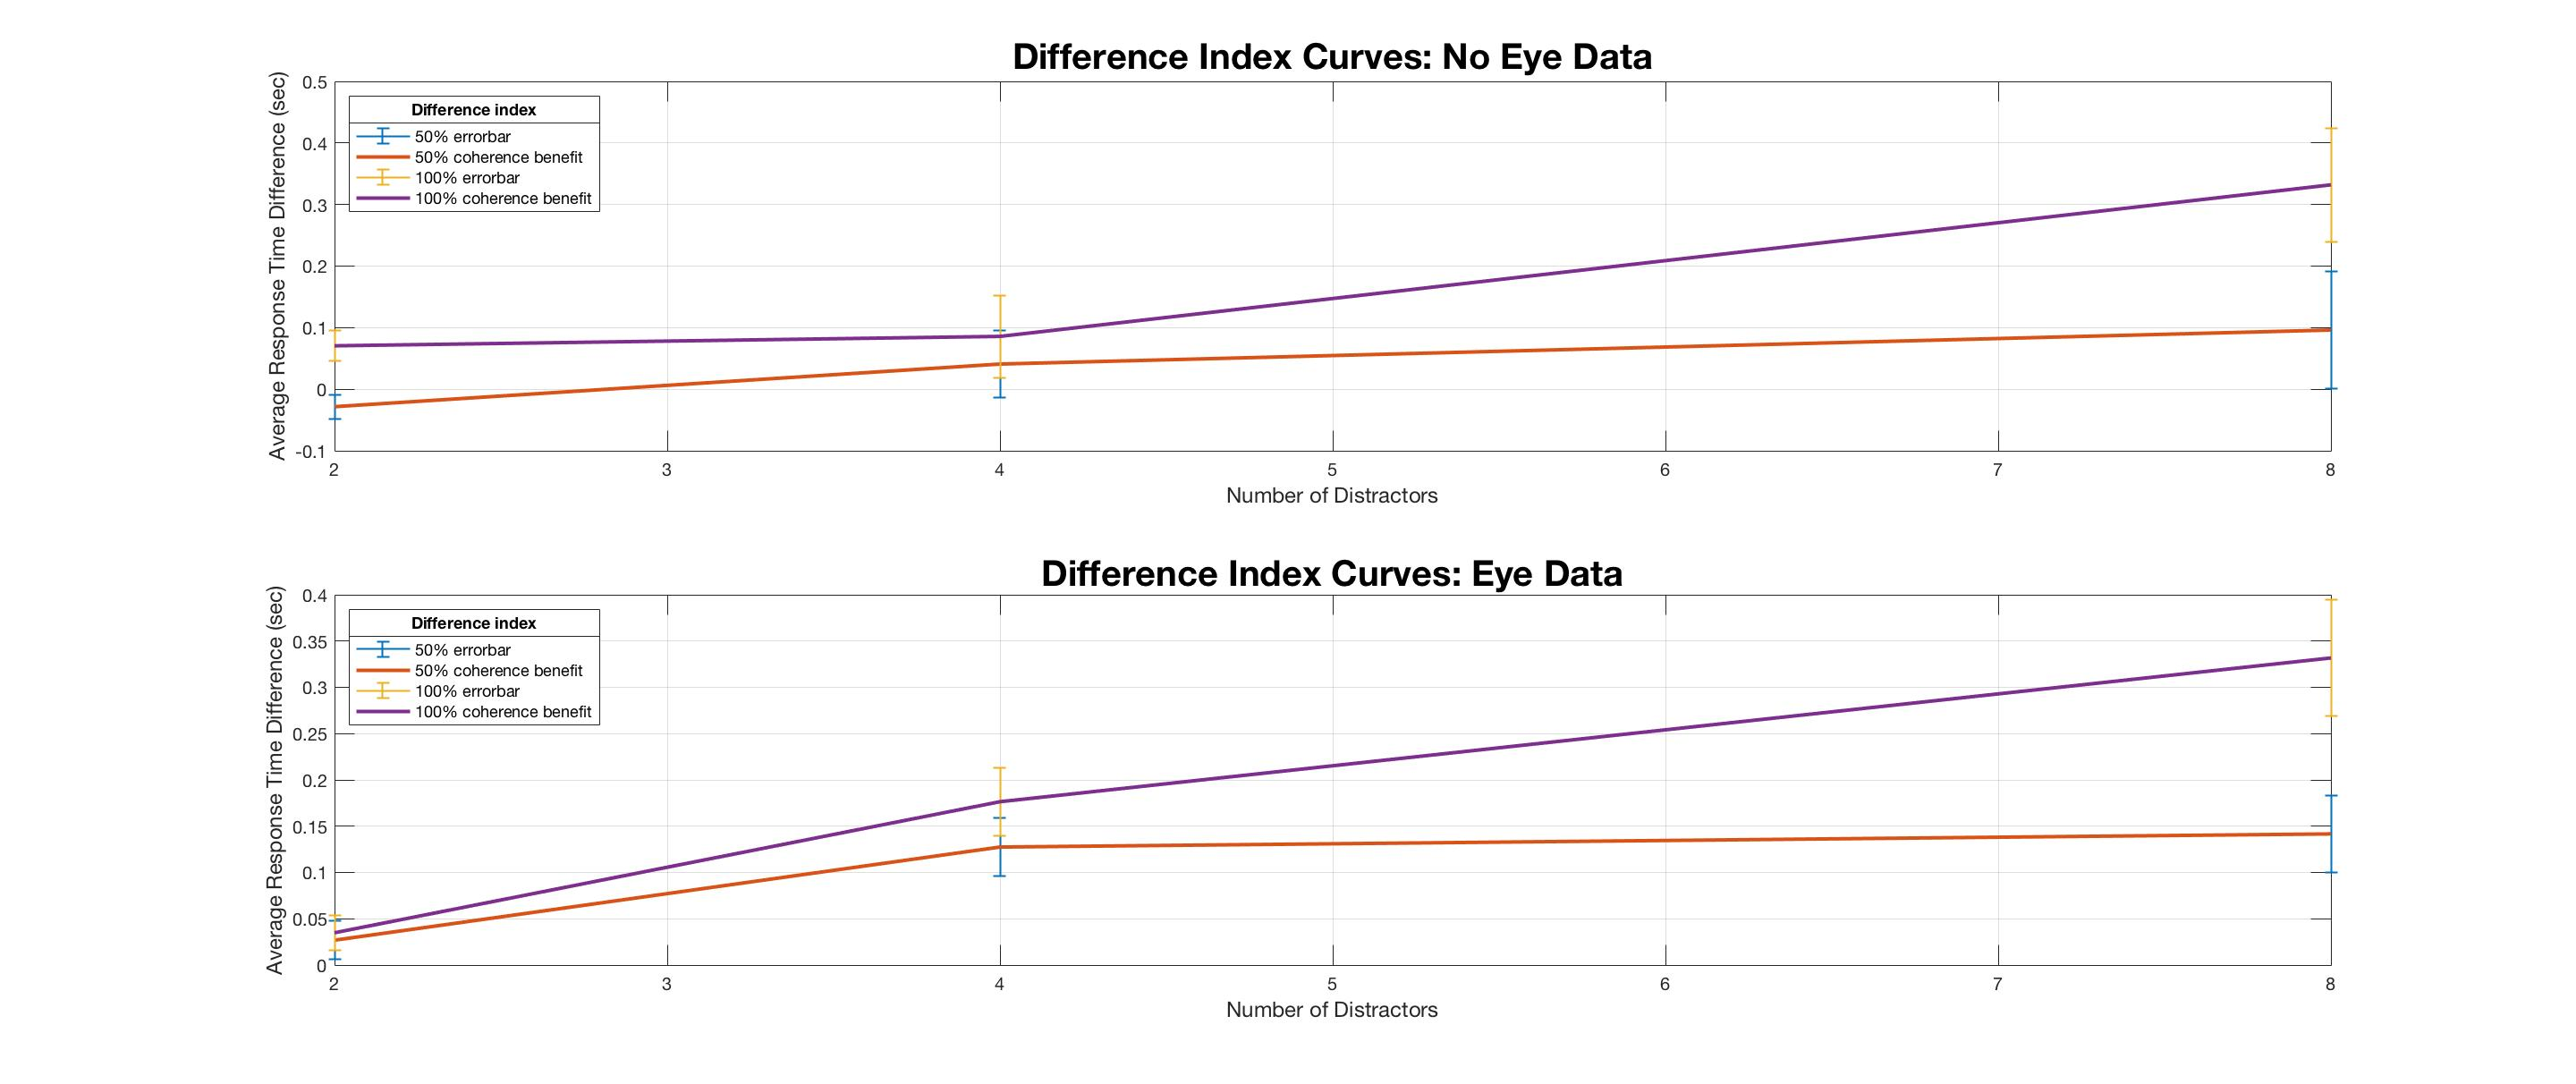 Difference Index Curves: No Eye Data
Average Response Time Difference (sec)
0.5
0.4
0.3
0.2
0.1
0
-0.1
Difference index
50% errorbar
50% coherence benefit
100% errorbar
100% coherence benefit
2 3 4 5 6 7 8
Number of Distractors
Difference Index Curves: Eye Data
Average Response Time Difference (sec)
0.4
0.35
0.3
0.25
0.2
0.15
0.1
0.05
0
Difference index
50% errorbar
50% coherence benefit
100% errorbar
100% coherence benefit
2 3 4 5 6 7 8
Number of Distractors